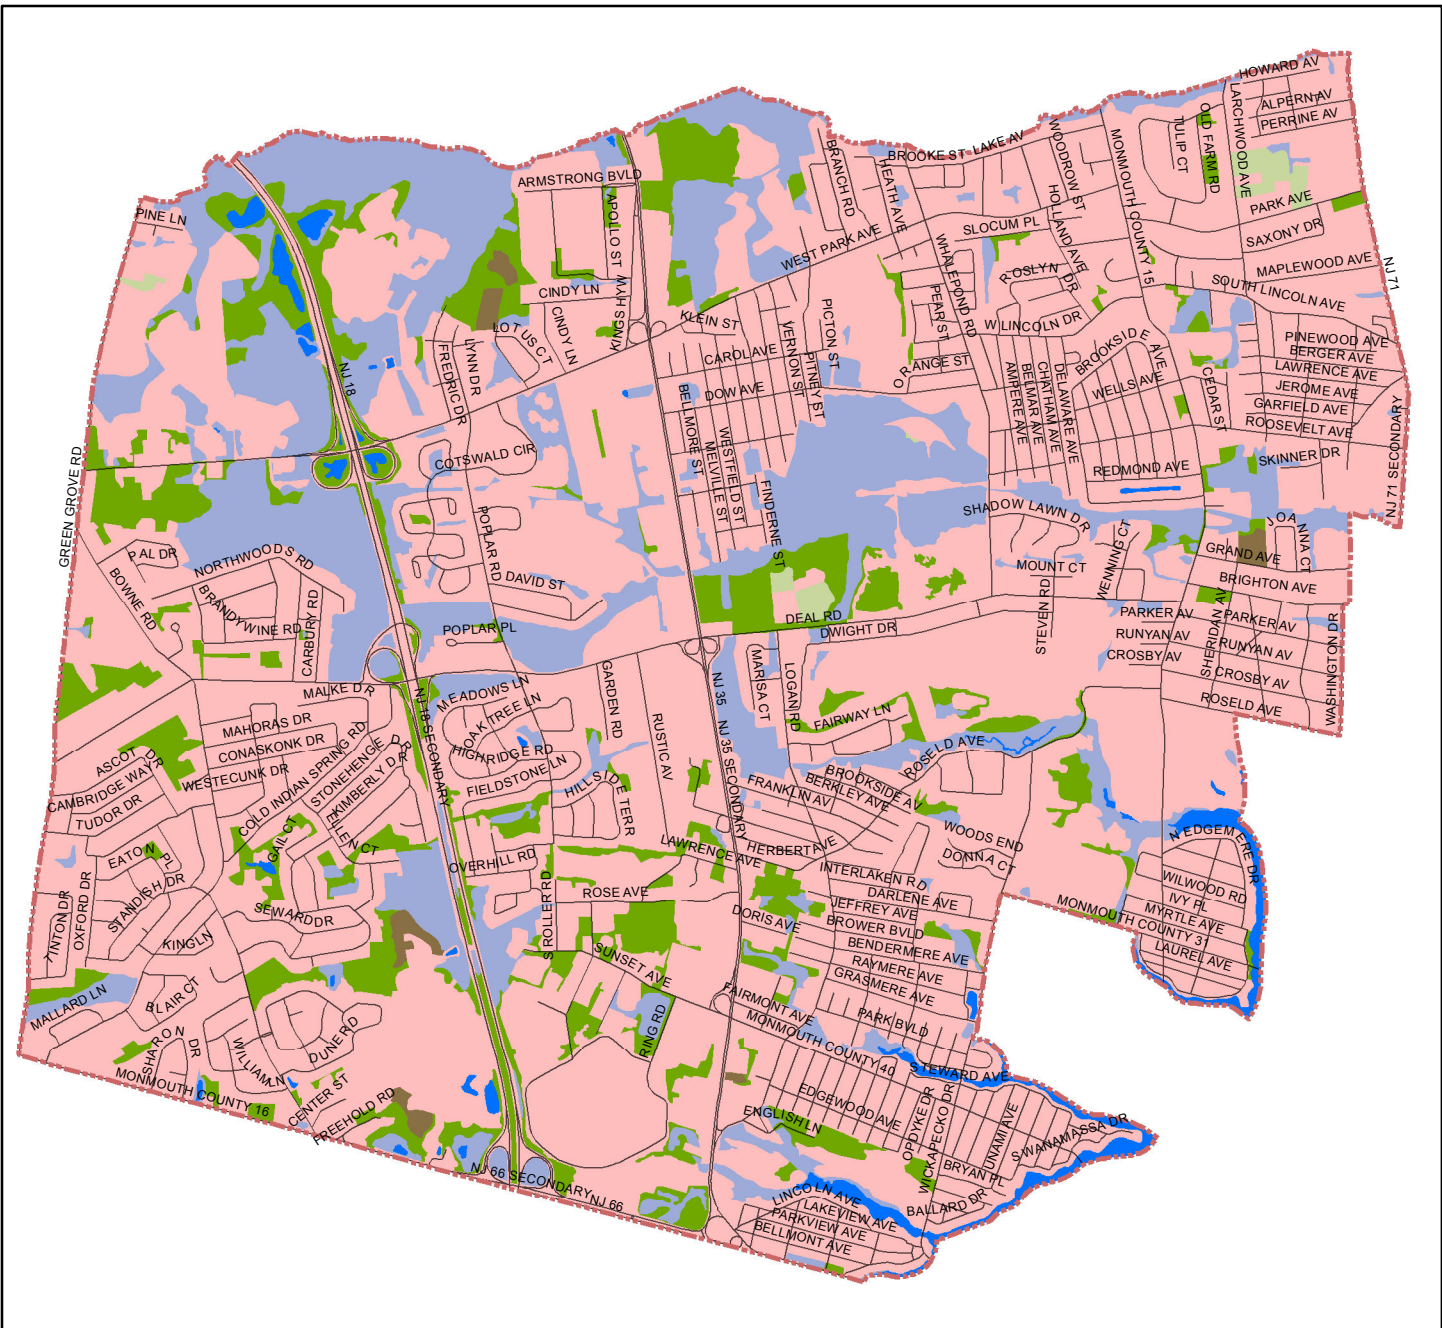 HOWARD AV
ALPERN AV
PERRINE AV
LARCHWOOD AVE
OLD FARM RD
TULIP CT
MONMOUTH COUNTY 15
WOODROW ST
LAKE AV
BROOKE ST
HEATH AVE
BRANCH RD
ARMSTRONG BVLD
APOLLO ST
PINE LN
PARK AVE
SAXONY DR
MAPLEWOOD AVE
NJ 71
SOUTH LINCOLN AVE
HOLLAND AVE
SLOCUM PL
WEST PARK AVE
WHALEPOND RD
ROSLYN DR
PEAR ST
W LINCOLN DR
BROOKSIDE AVE
CINDY LN
CINDY LN
KINGS HYW
KLEIN ST
CAROL AVE
VERNON ST
PICTON ST
PITNEY ST
ORANGE ST
LOTUS CT
LYNN DR
FREDRIC DR
NJ 18
DOW AVE
BELLMORE ST
MELVILLE ST
WESTFIELD ST
FINDERNE ST
AMPERE AVE
BELMAR AVE
CHATHAM AVE
DELAWARE AVE
WELLS AVE
CEDAR ST
PINEWOOD AVE
BERGER AVE
LAWRENCE AVE
JEROME AVE
GARFIELD AVE
ROOSEVELT AVE
SKINNER DR
NJ 71 SECONDARY
REDMOND AVE
COTSWALD CIR
GREEN GROVE RD
POPLAR RD
SHADOW LAWN DR
WENNING CT
MOUNT CT
STEVEN RD
JOANNA CT
GRAND AVE
BRIGHTON AVE
PAL DR
NORTHWOODS RD
BOWNE RD
BRANDYWINE RD
CARBURY RD
DAVID ST
POPLAR PL
DEAL RD
DWIGHT DR
PARKER AV
RUNYAN AV
CROSBY AV
SHERIDAN AV
PARKER AV
RUNYAN AV
CROSBY AV
ROSELD AVE
WASHINGTON DR
MALKE DR
MEADOWS LN
OAK TREE LN
HIGHRIDGE RD
FIELDSTONE LN
NJ 18 SECONDARY
GARDEN RD
RUSTIC AV
NJ 35
NJ 35 SECONDARY
MARISA CT
LOGAN RD
FAIRWAY LN
ROSELD AVE
BROOKSIDE AV
BERKLEY AVE
FRANKLIN AV
MAHORAS DR
CONASKONK DR
WESTECUNK DR
COLD INDIAN SPRING RD
STONEHENGE DR
KIMBERLY DR
ELLEN CT
GAIL CT
ASCOT DR
CAMBRIDGE WAY
TUDOR DR
EATON PL
STANDISH DR
OXFORD DR
KING LN
SEWARD DR
HILLSIDE TERR
OVERHILL RD
ROSE AVE
LAWRENCE AVE
HERBERT AVE
WOODS END
DONNA CT
INTERLAKEN RD
DARLENE AVE
JEFFREY AVE
BROWER BVLD
BENDERMERE AVE
RAYMERE AVE
GRASMERE AVE
DORIS AVE
N EDGEMERE DR
WILWOOD RD
IVY PL
MYRTLE AVE
MONMOUTH COUNTY 31
LAUREL AVE
SUNSET AVE
RING RD
FAIRMONT AVE
PARK BVLD
MONMOUTH COUNTY 40
STEWARD AVE
MALLARD LN
BLAIR CT
SHARON DR
WILLIAM LN
DUNE RD
CENTER ST
FREEHOLD RD
MONMOUTH COUNTY 16
EDGEWOOD AVE
ENGLISH LN
OPDYKE DR
WICKAPECKO DR
UNAMI AVE
S WANAMASSA DR
BRYAN PL
BALLARD DR
NJ 66 SECONDARY
NJ 66
LINCOLN AVE
LAKEVIEW AVE
PARKVIEW AVE
BELLMONT AVE